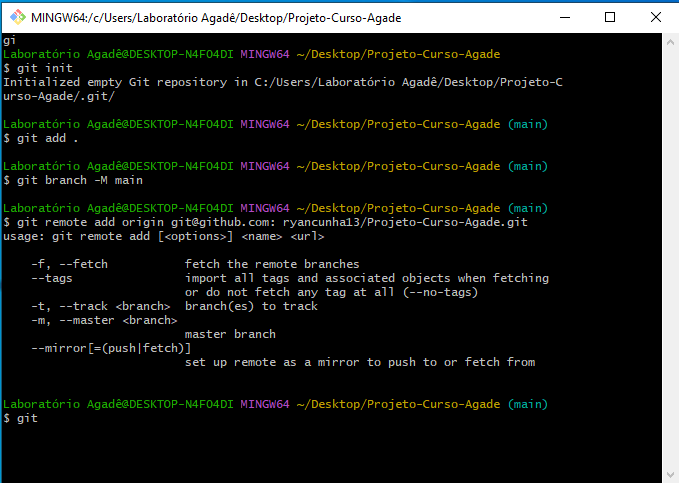 MINGW64:/c/Users/Laboratório Agadê/Desktop/Projeto-Curso-Agade
gi
Laboratório Agadê@DESKTOP-N4FO4DI MINGW64 ~/Desktop/Projeto-Curso-Agade
$ git init
Initialized empty Git repository in C:/Users/Laboratório Agadê/Desktop/Projeto-C
urso-Agade/.git/
Laboratório Agadê@DESKTOP-N4FO4DI MINGW64 ~/Desktop/Projeto-Curso-Agade (main)
$ git add .
Laboratório Agadê@DESKTOP-N4FO4DI MINGW64 ~/Desktop/Projeto-Curso-Agade (main)
$ git branch -M main
Laboratório Agadê@DESKTOP-N4FO4DI MINGW64 ~/Desktop/Projeto-Curso-Agade (main)
$ git remote add origin git@github.com: ryancunha13/Projeto-Curso-Agade.git
usage: git remote add [<options>] <name> <url>
-f, --fetch fetch the remote branches
--tags import all tags and associated objects when fetching
or do not fetch any tag at all (--no-tags)
-t, --track <branch> branch(es) to track
-m, --master <branch>
master branch
--mirror[=(push|fetch)]
set up remote as a mirror to push to or fetch from
Laboratório Agadê@DESKTOP-N4FO4DI MINGW64 ~/Desktop/Projeto-Curso-Agade (main)
$ git